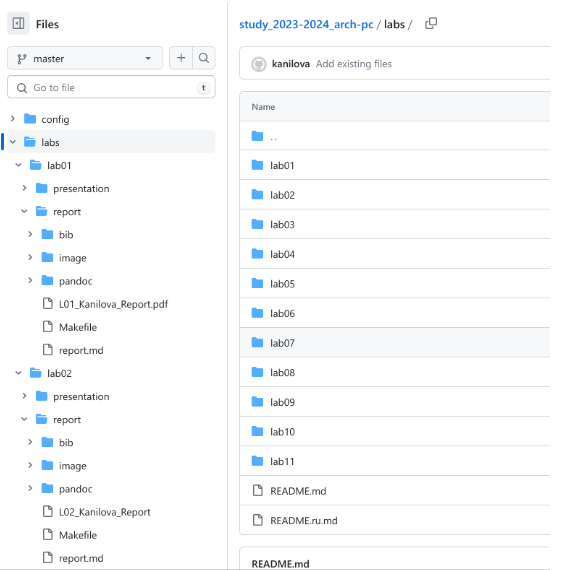 Files
master
Go to file
t
config
labs
lab01
presentation
report
bib
image
pandoc
L01_Kanilova_Report.pdf
Makefile
report.md
lab02
presentation
report
bib
image
pandoc
L02_Kanilova_Report
Makefile
report.md
study_2023-2024_arch-pc / labs /
kanilova Add existing files
Name
..
lab01
lab02
lab03
lab04
lab05
lab06
lab07
lab08
lab09
lab10
lab11
README.md
README.ru.md
README.md